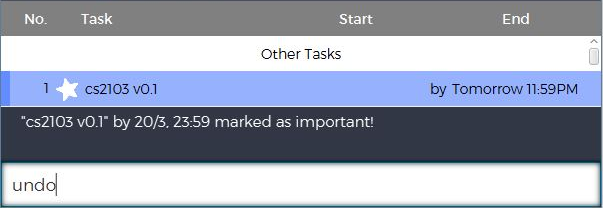 No. Task Start End
Other Tasks
1 cs2103 v0.1 by Tomorrow 11:59PM
"cs2103 v0.1" by 20/3, 23:59 marked as important!
undo